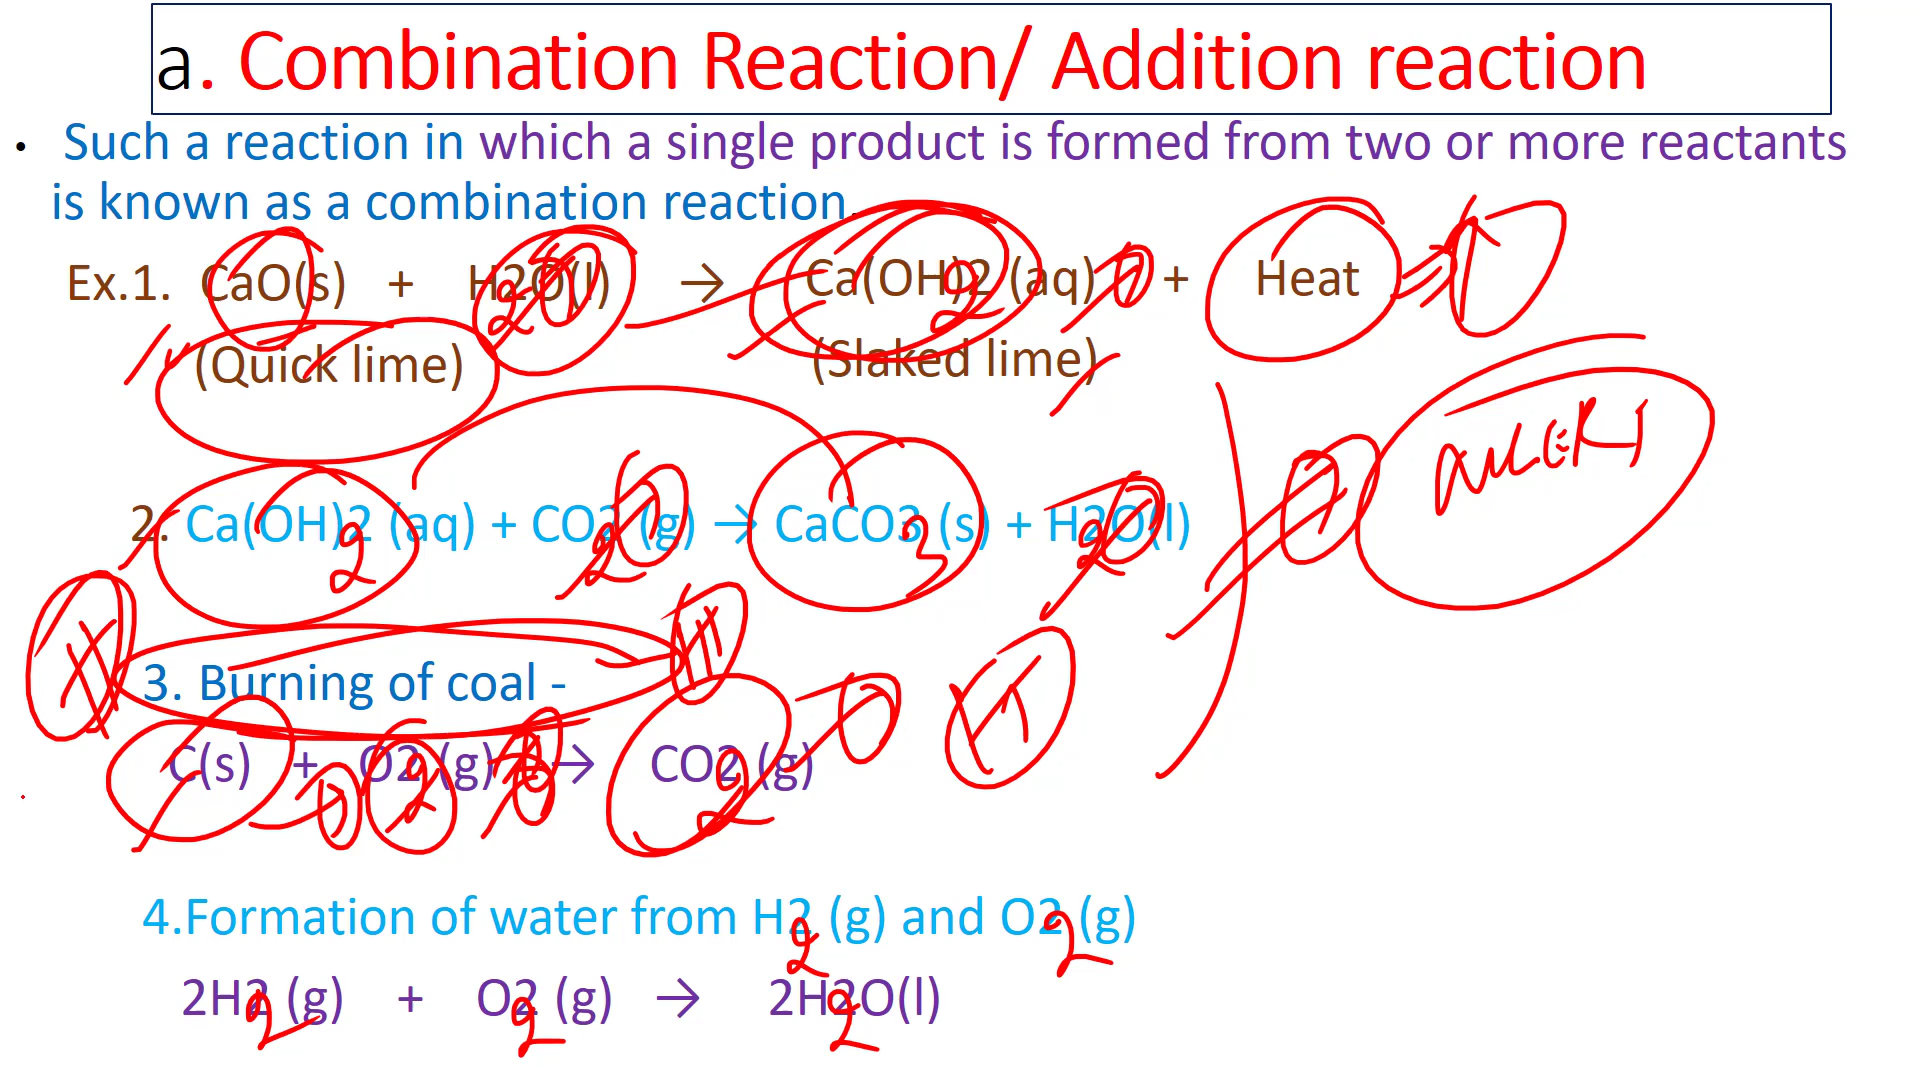 a. Combination Reaction/ Addition reaction
• Such a reaction in which a single product is formed from two or more reactants
is known as a combination reaction.
Ex.1. CaO(s) + H2O(l) → Ca(OH)2 (aq) + Heat
(Quick lime) (Slaked lime)
2. Ca(OH)2 (aq) + CO2 (g) → CaCO3 (s) + H2O(l)
3. Burning of coal -
C(s) + O2 (g) → CO2 (g)
4.Formation of water from H2 (g) and O2 (g)
2H2 (g) + O2 (g) → 2H2O(l)